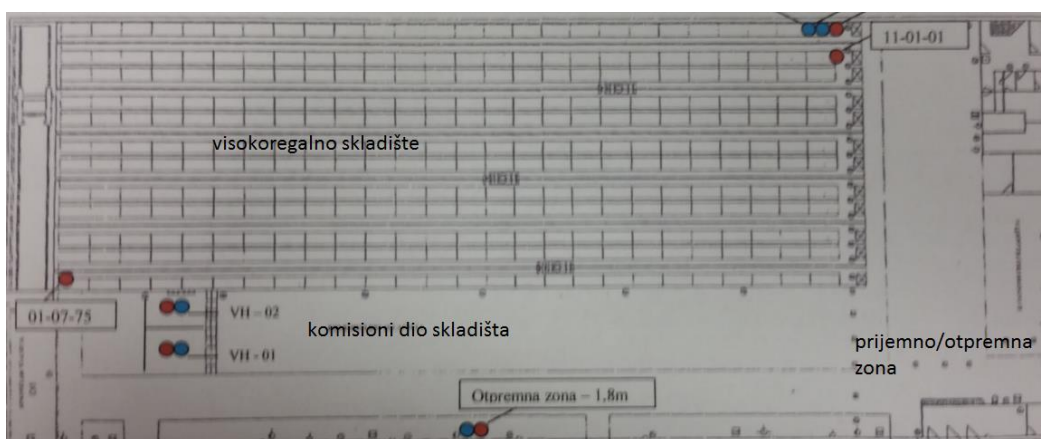 11-01-01
visokoregalno skladište
01-07-75
VH – 02
komisioni dio skladišta
VH - 01
prijemno/otpremna
zona
Otpremna zona – 1,8m